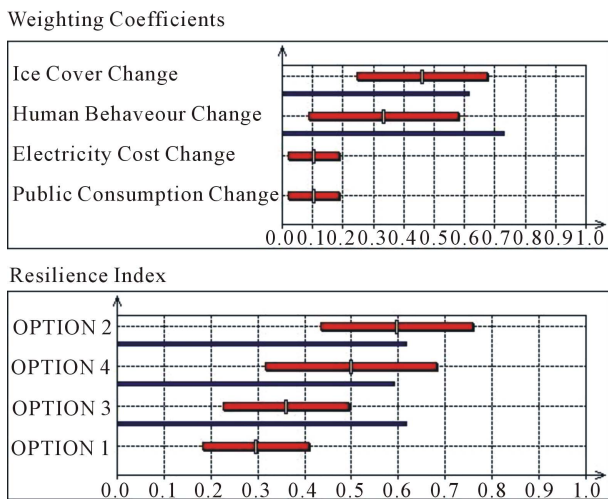 Weighting Coefficients
Ice Cover Change
Human Behaveour Change
Electricity Cost Change
Public Consumption Change
0.00.10.20.30.40.50.60.70.80.91.0
Resilience Index
OPTION 2
OPTION 4
OPTION 3
OPTION 1
0.0 0.1 0.2 0.3 0.4 0.5 0.6 0.7 0.8 0.9 1.0